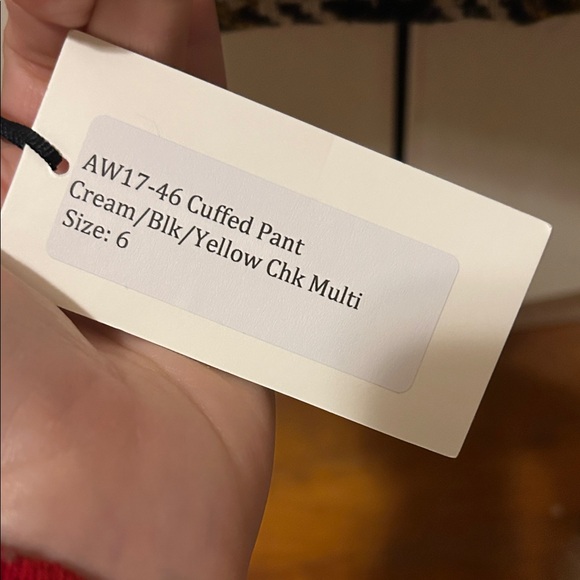 AW17-46 Cuffed Pant
Cream/Blk/Yellow Chk Multi
Size: 6